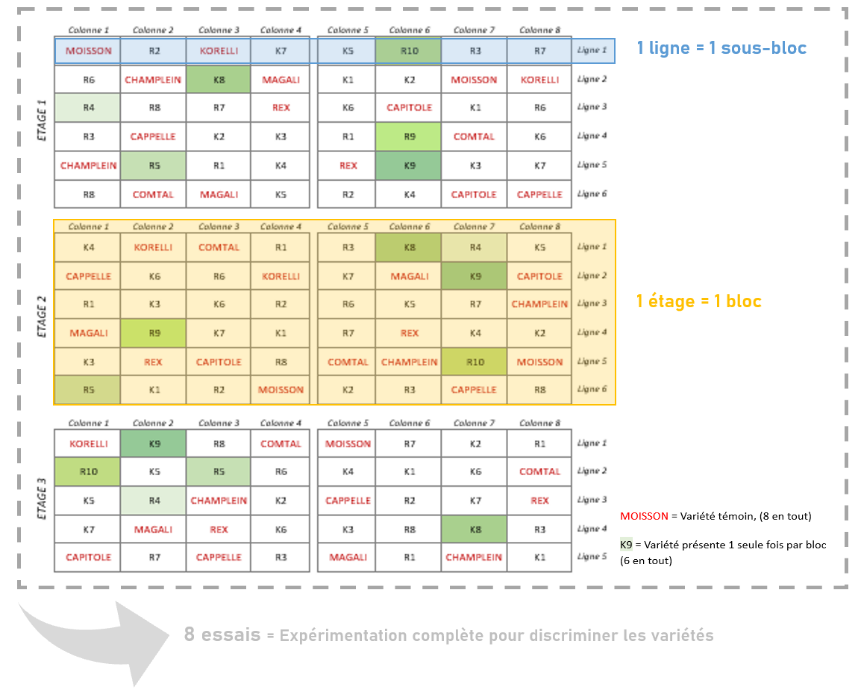 Colonne 1 Colonne 2 Colonne 3 Colonne 4 Colonne 5 Colonne 6 Colonne 7 Colonne 8
MOISSON R2 KORELLI K7 K5 R10 R3 R7 Ligne 1
1 ligne = 1 sous-bloc
R6 CHAMPLEIN K8 MAGALI K1 K2 MOISSON KORELLI Ligne 2
R4 R8 R7 REX K6 CAPITOLE K1 R6 Ligne 3
ETAGE 1
R3 CAPPELLE K2 K3 R1 R9 COMTAL K6 Ligne 4
CHAMPLEIN R5 R1 K4 REX K9 K3 K7 Ligne 5
R8 COMTAL MAGALI K5 R2 K4 CAPITOLE CAPPELLE Ligne 6
Colonne 1 Colonne 2 Colonne 3 Colonne 4 Colonne 5 Colonne 6 Colonne 7 Colonne 8
K4 KORELLI COMTAL R1 R3 K8 R4 K5 Ligne 1
CAPPELLE K6 R6 KORELLI K7 MAGALI K9 CAPITOLE Ligne 2
R1 K3 K6 R2 R6 K5 R7 CHAMPLEIN Ligne 3
1 étage = 1 bloc
ETAGE 2
MAGALI R9 K7 K1 R7 REX K4 K2 Ligne 4
K3 REX CAPITOLE R8 COMTAL CHAMPLEIN R10 MOISSON Ligne 5
R5 K1 R2 MOISSON K2 R3 CAPPELLE R8 Ligne 6
Colonne 1 Colonne 2 Colonne 3 Colonne 4 Colonne 5 Colonne 6 Colonne 7 Colonne 8
KORELLI K9 R8 COMTAL MOISSON R7 K2 R1 Ligne 1
R10 K5 R5 R6 K4 K1 K6 COMTAL Ligne 2
ETAGE 3
K5 R4 CHAMPLEIN K2 CAPPELLE R2 K7 REX Ligne 3
K7 MAGALI REX K6 K3 R8 K8 R3 Ligne 4
CAPITOLE R7 CAPPELLE R3 MAGALI R1 CHAMPLEIN K1 Ligne 5
MOISSON = Variété témoin, (8 en tout)
K9 = Variété présente 1 seule fois par bloc
(6 en tout)
8 essais = Expérimentation complète pour discriminer les variétés